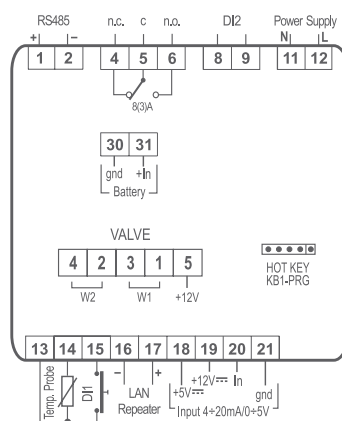 RS485 n.c. c n.o. DI2 Power Supply
+ − N L
1 2 4 5 6 8 9 11 12
8(3)A
30 31
gnd +In
Battery
VALVE
4 2 3 1 5
W2 W1 +12V
HOT KEY
KB1-PRG
13 14 15 16 17 18 19 20 21
Temp. Probe
DI1
− +
LAN
Repeater
+5V⎓ +12V⎓ In gnd
Input 4÷20mA/0÷5V